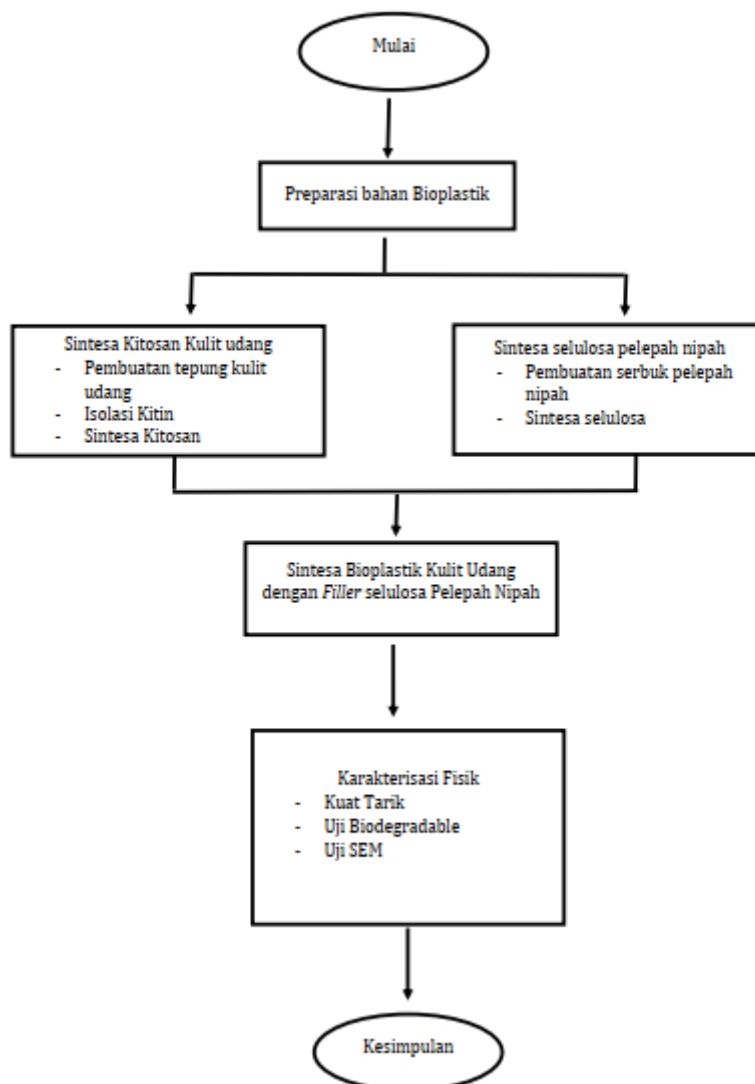 Mulai
Preparasi bahan Bioplastik
Sintesa Kitosan Kulit udang
- Pembuatan tepung kulit
udang
- Isolasi Kitin
- Sintesa Kitosan
Sintesa selulosa pelepah nipah
- Pembuatan serbuk pelepah
nipah
- Sintesa selulosa
Sintesa Bioplastik Kulit Udang
dengan Filler selulosa Pelepah Nipah
Karakterisasi Fisik
- Kuat Tarik
- Uji Biodegradable
- Uji SEM
Kesimpulan